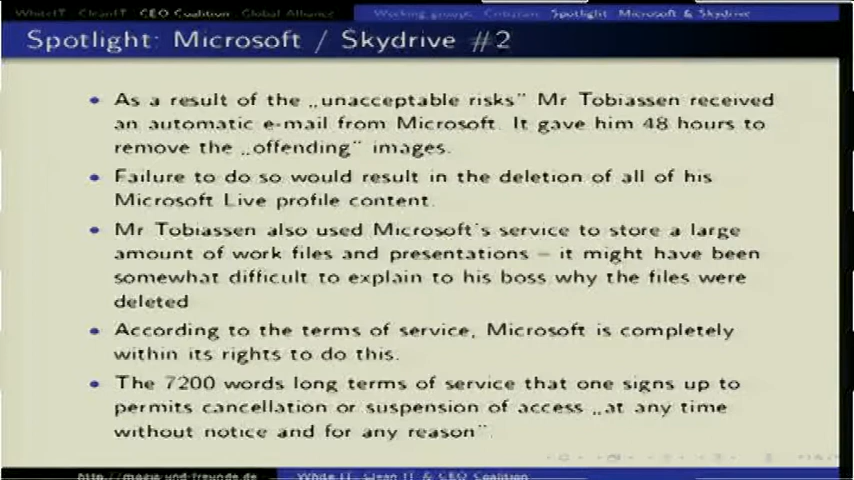 WhiteIT CleanIT CEO Coalition Global Alliance Working groups Criticism Spotlight: Microsoft & Skydrive
Spotlight: Microsoft / Skydrive #2
• As a result of the „unacceptable risks” Mr Tobiassen received
an automatic e-mail from Microsoft. It gave him 48 hours to
remove the „offending” images.
• Failure to do so would result in the deletion of all of his
Microsoft Live profile content.
• Mr Tobiassen also used Microsoft's service to store a large
amount of work files and presentations – it might have been
somewhat difficult to explain to his boss why the files were
deleted
• According to the terms of service, Microsoft is completely
within its rights to do this.
• The 7200 words long terms of service that one signs up to
permits cancellation or suspension of access „at any time
without notice and for any reason”.
White IT, Clean IT & CEO Coalition